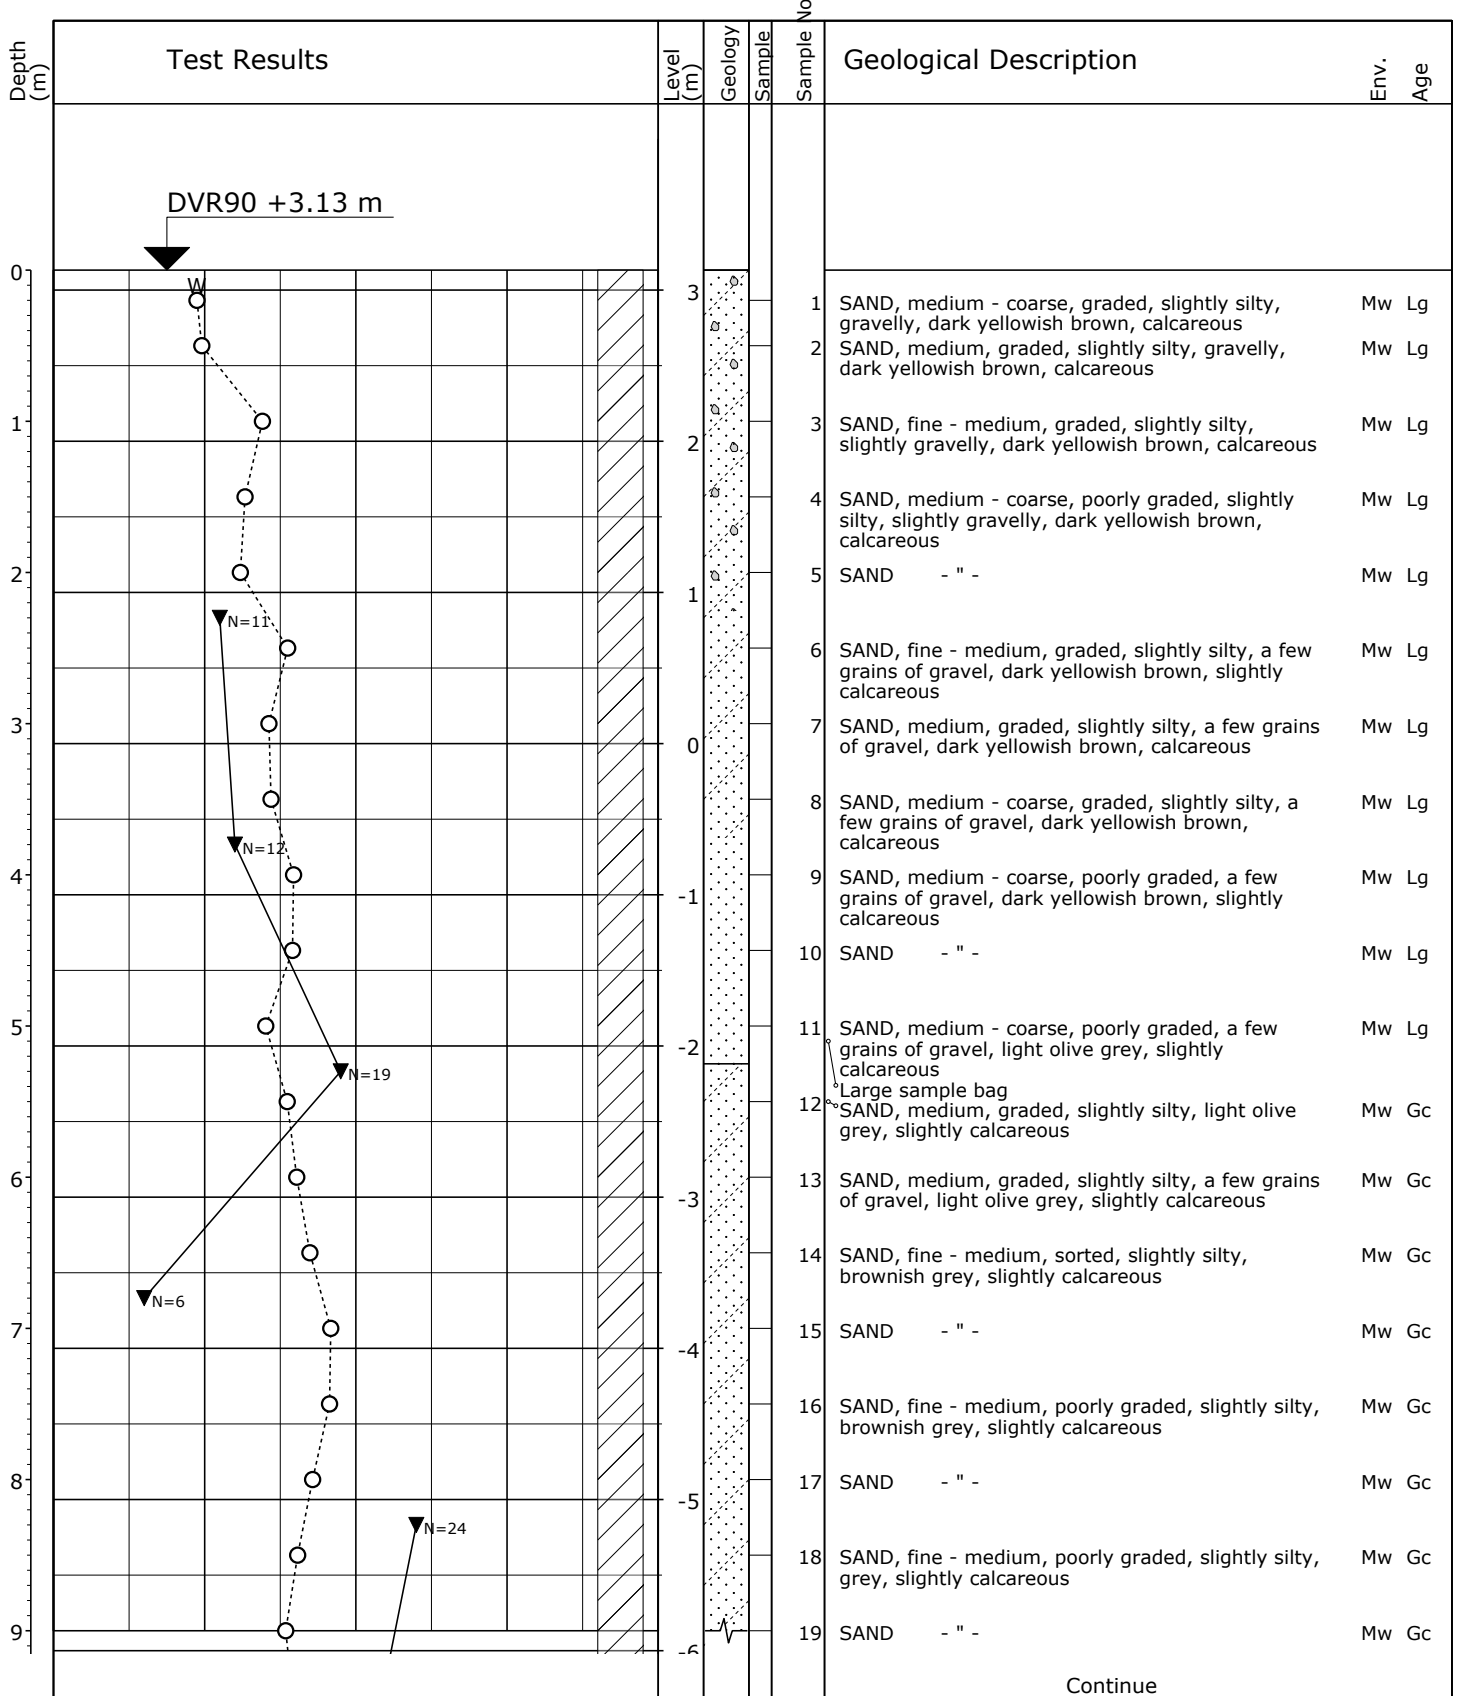 Depth (m)
Test Results
Level (m)
Geology
Sample
Sample No
Geological Description
Env.
Age
DVR90 +3.13 m
0
W
3
1 SAND, medium - coarse, graded, slightly silty, Mw Lg
gravelly, dark yellowish brown, calcareous
2 SAND, medium, graded, slightly silty, gravelly, Mw Lg
dark yellowish brown, calcareous
1
2
3 SAND, fine - medium, graded, slightly silty, Mw Lg
slightly gravelly, dark yellowish brown, calcareous
4 SAND, medium - coarse, poorly graded, slightly Mw Lg
silty, slightly gravelly, dark yellowish brown,
calcareous
2
1
5 SAND - " - Mw Lg
N=11
6 SAND, fine - medium, graded, slightly silty, a few Mw Lg
grains of gravel, dark yellowish brown, slightly
calcareous
3
0
7 SAND, medium, graded, slightly silty, a few grains Mw Lg
of gravel, dark yellowish brown, calcareous
8 SAND, medium - coarse, graded, slightly silty, a Mw Lg
few grains of gravel, dark yellowish brown,
calcareous
N=12
4
-1
9 SAND, medium - coarse, poorly graded, a few Mw Lg
grains of gravel, dark yellowish brown, slightly
calcareous
10 SAND - " - Mw Lg
5
-2
11 SAND, medium - coarse, poorly graded, a few Mw Lg
grains of gravel, light olive grey, slightly
calcareous
N=19
Large sample bag
12 SAND, medium, graded, slightly silty, light olive Mw Gc
grey, slightly calcareous
6
-3
13 SAND, medium, graded, slightly silty, a few grains Mw Gc
of gravel, light olive grey, slightly calcareous
14 SAND, fine - medium, sorted, slightly silty, Mw Gc
brownish grey, slightly calcareous
N=6
7
-4
15 SAND - " - Mw Gc
16 SAND, fine - medium, poorly graded, slightly silty, Mw Gc
brownish grey, slightly calcareous
8
-5
17 SAND - " - Mw Gc
N=24
18 SAND, fine - medium, poorly graded, slightly silty, Mw Gc
grey, slightly calcareous
9
-6
19 SAND - " - Mw Gc
Continue